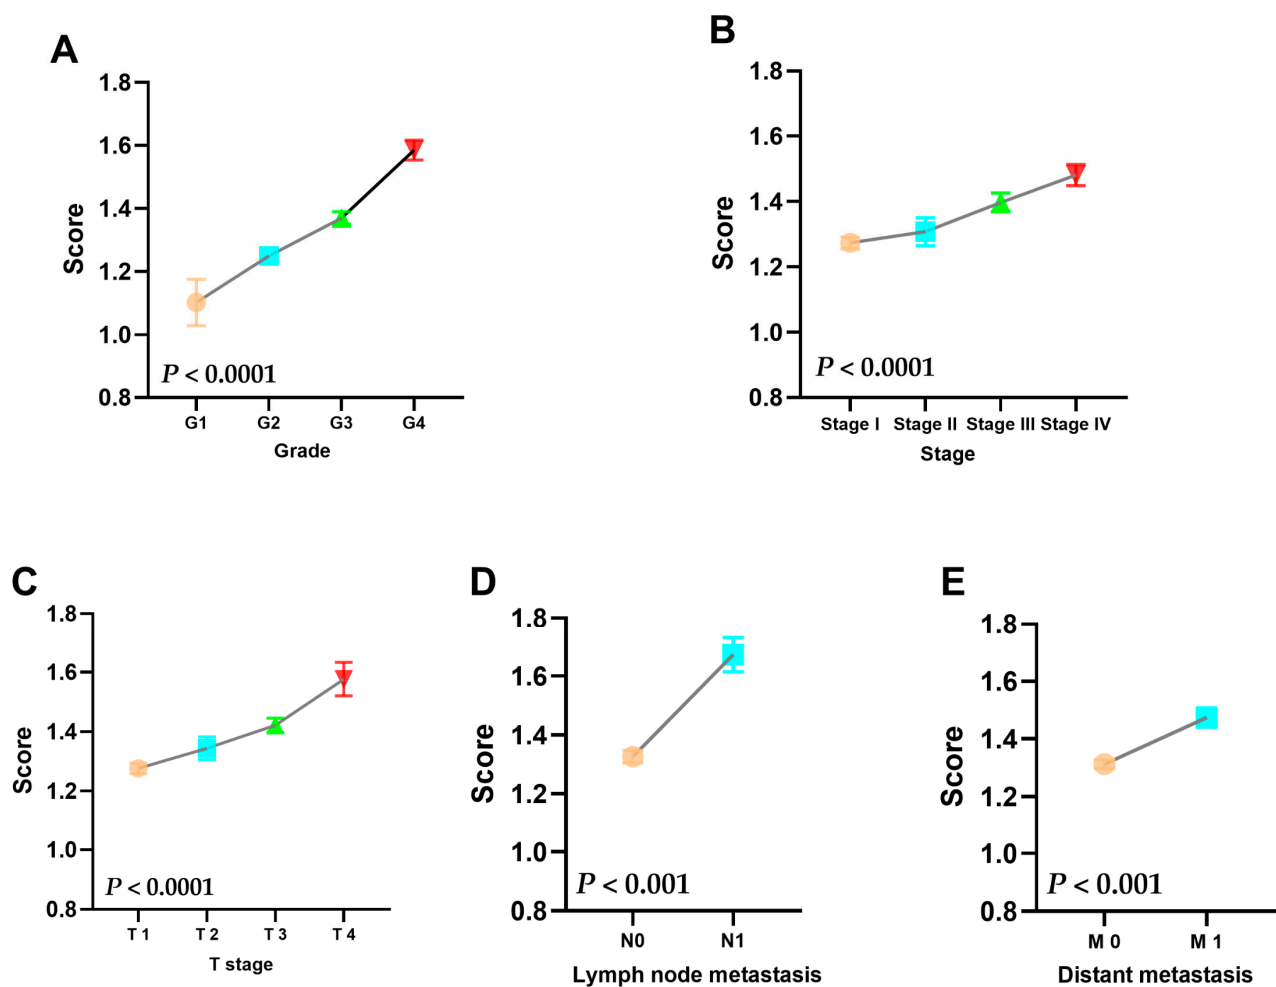 A
1.8
1.6
1.4
1.2
1.0
0.8
Score
P < 0.0001
G1 G2 G3 G4
Grade
B
1.8
1.6
1.4
1.2
1.0
0.8
Score
P < 0.0001
Stage I Stage II Stage III Stage IV
Stage
C
1.8
1.6
1.4
1.2
1.0
0.8
Score
P < 0.0001
T 1 T 2 T 3 T 4
T stage
D
1.8
1.6
1.4
1.2
1.0
0.8
Score
P < 0.001
N0 N1
Lymph node metastasis
E
1.8
1.6
1.4
1.2
1.0
0.8
Score
P < 0.001
M 0 M 1
Distant metastasis